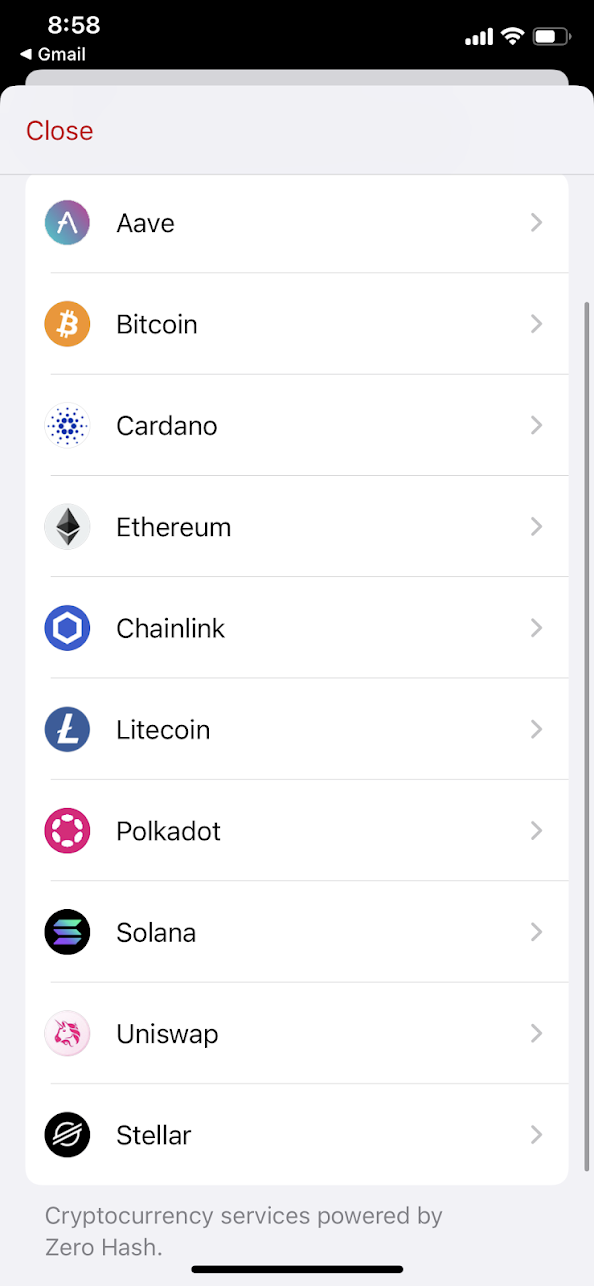 8:58
◀ Gmail
Close
Aave
Bitcoin
Cardano
Ethereum
Chainlink
Litecoin
Polkadot
Solana
Uniswap
Stellar
Cryptocurrency services powered by
Zero Hash.